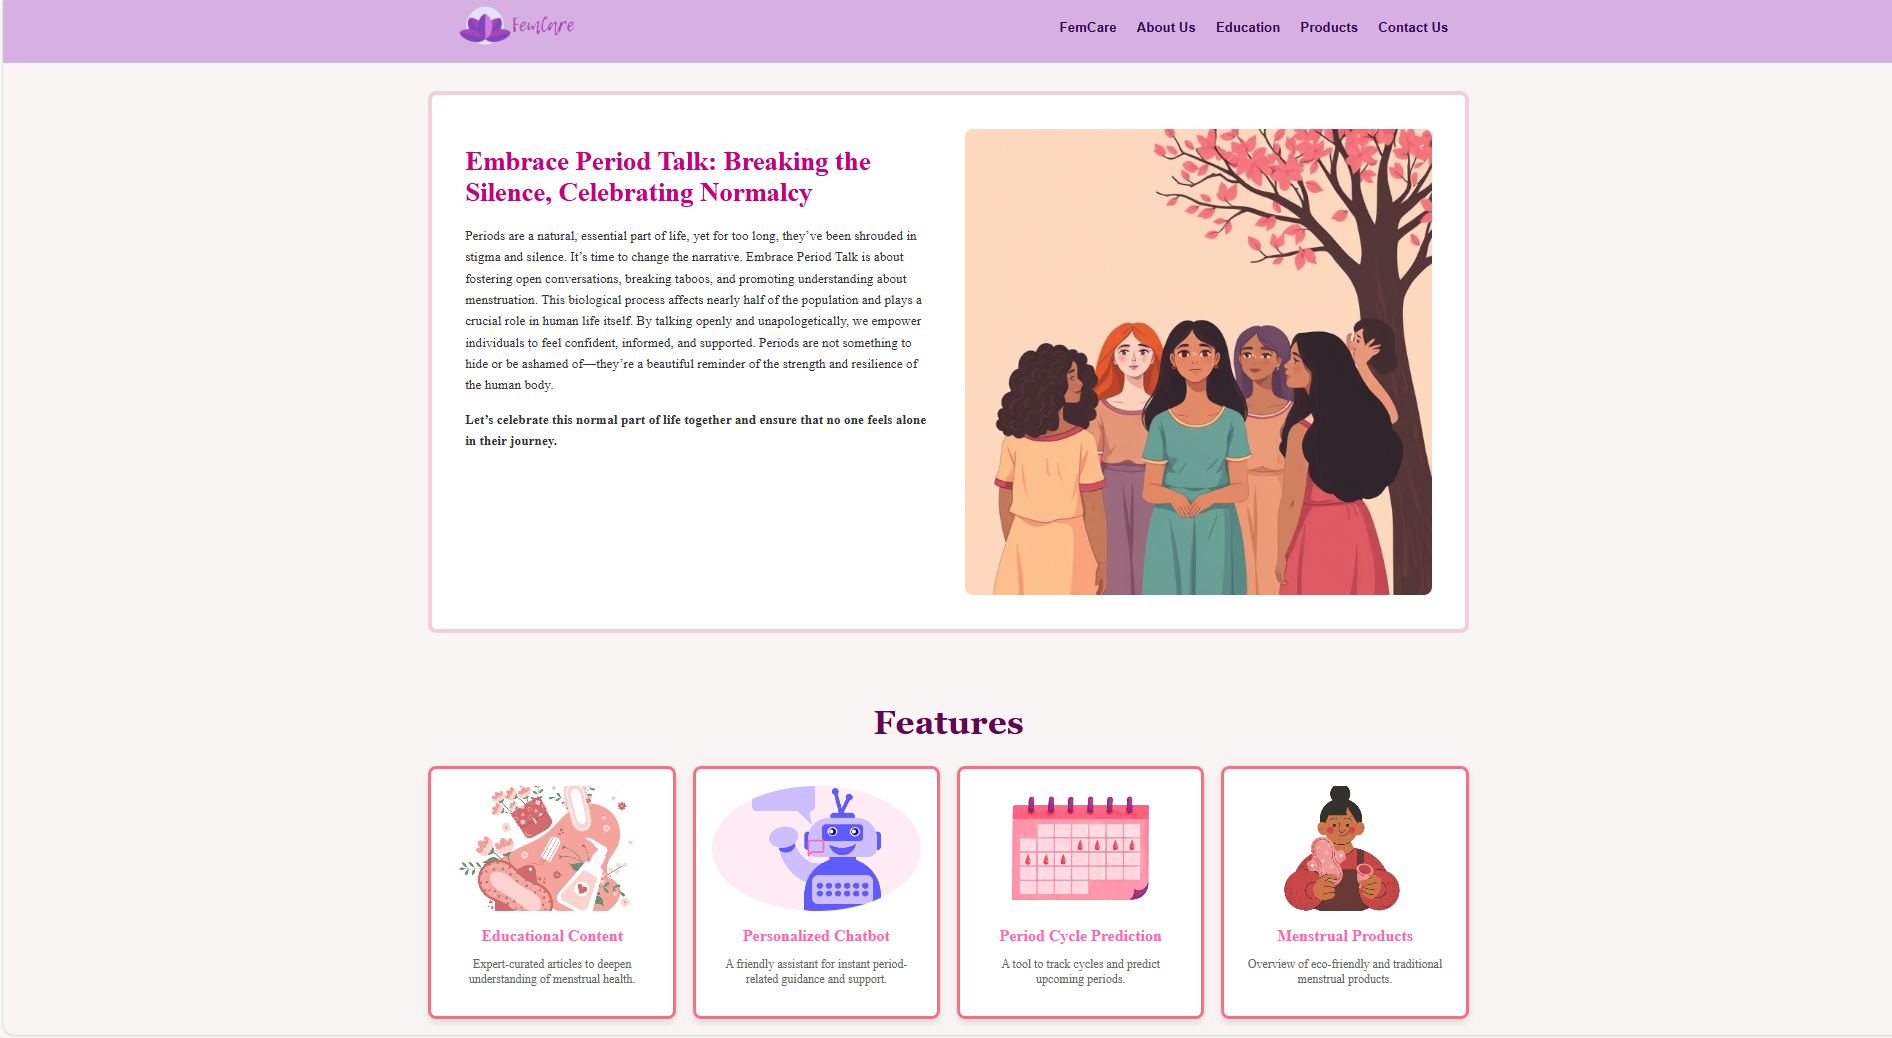 FemCare
FemCare About Us Education Products Contact Us
Embrace Period Talk: Breaking the
Silence, Celebrating Normalcy
Periods are a natural, essential part of life, yet for too long, they’ve been shrouded in
stigma and silence. It’s time to change the narrative. Embrace Period Talk is about
fostering open conversations, breaking taboos, and promoting understanding about
menstruation. This biological process affects nearly half of the population and plays a
crucial role in human life itself. By talking openly and unapologetically, we empower
individuals to feel confident, informed, and supported. Periods are not something to
hide or be ashamed of—they’re a beautiful reminder of the strength and resilience of
the human body.
Let’s celebrate this normal part of life together and ensure that no one feels alone
in their journey.
Features
Educational Content
Expert-curated articles to deepen
understanding of menstrual health.
Personalized Chatbot
A friendly assistant for instant period-
related guidance and support.
Period Cycle Prediction
A tool to track cycles and predict
upcoming periods.
Menstrual Products
Overview of eco-friendly and traditional
menstrual products.